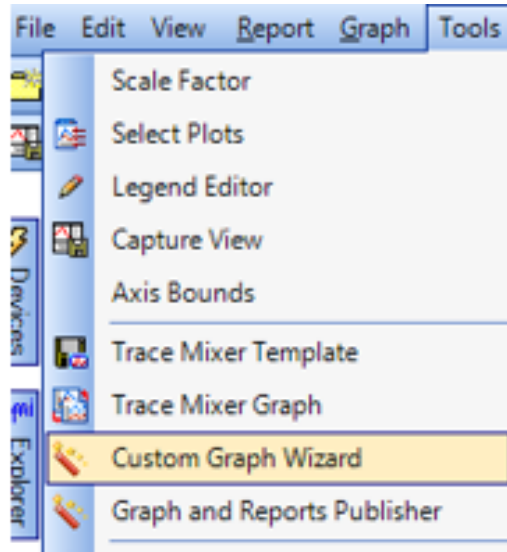 File Edit View Report Graph Tools
Scale Factor
Select Plots
Legend Editor
Capture View
Axis Bounds
Trace Mixer Template
Trace Mixer Graph
Custom Graph Wizard
Graph and Reports Publisher
Devices
mi Explorer